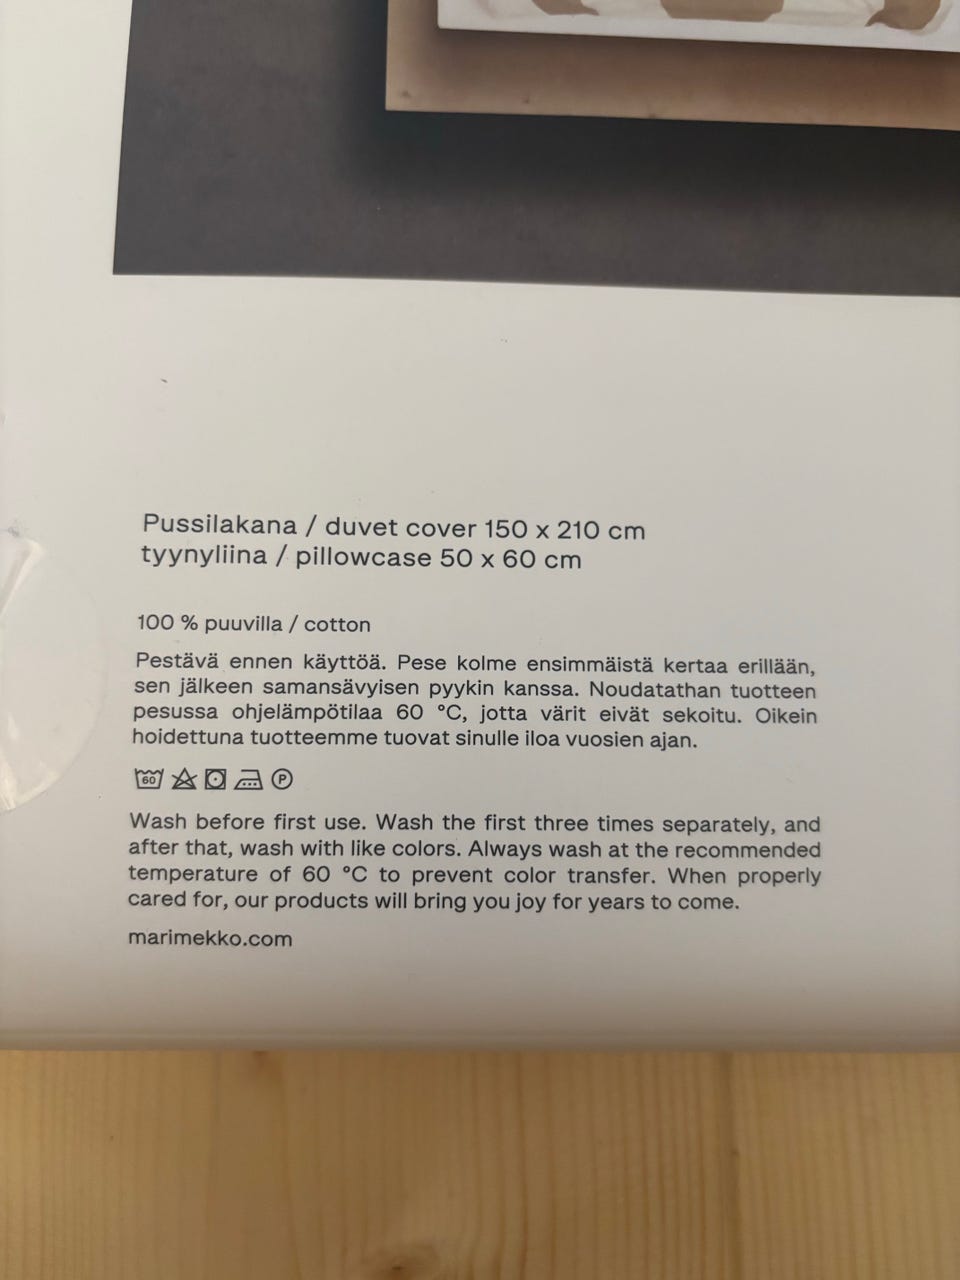 Pussilakana / duvet cover 150 x 210 cm
tyynyliina / pillowcase 50 x 60 cm
100 % puuvilla / cotton
Pestävä ennen käyttöä. Pese kolme ensimmäistä kertaa erillään,
sen jälkeen samansävyisen pyykin kanssa. Noudatathan tuotteen
pesussa ohjelämpötilaa 60 °C, jotta värit eivät sekoitu. Oikein
hoidettuna tuotteemme tuovat sinulle iloa vuosien ajan.
60 P
Wash before first use. Wash the first three times separately, and
after that, wash with like colors. Always wash at the recommended
temperature of 60 °C to prevent color transfer. When properly
cared for, our products will bring you joy for years to come.
marimekko.com